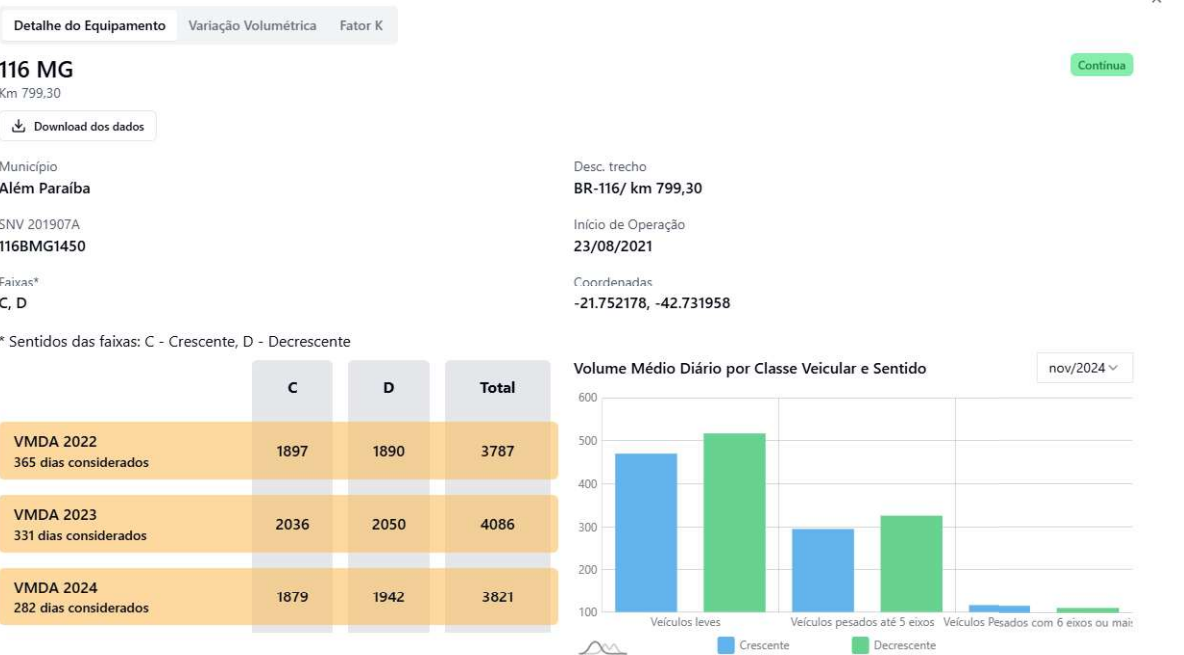 Detalhe do Equipamento Variação Volumétrica Fator K
116 MG
Contínua
Km 799,30
Download dos dados
Município
Além Paraíba
Desc. trecho
BR-116/ km 799,30
SNV 201907A
116BMG1450
Início de Operação
23/08/2021
Faixas*
C, D
Coordenadas
-21.752178, -42.731958
* Sentidos das faixas: C - Crescente, D - Decrescente
C D Total
VMDA 2022
365 dias considerados
1897 1890 3787
VMDA 2023
331 dias considerados
2036 2050 4086
VMDA 2024
282 dias considerados
1879 1942 3821
Volume Médio Diário por Classe Veicular e Sentido
nov/2024
600
500
400
300
200
100
Veículos leves Veículos pesados até 5 eixos Veículos Pesados com 6 eixos ou mais
Crescente Decrescente